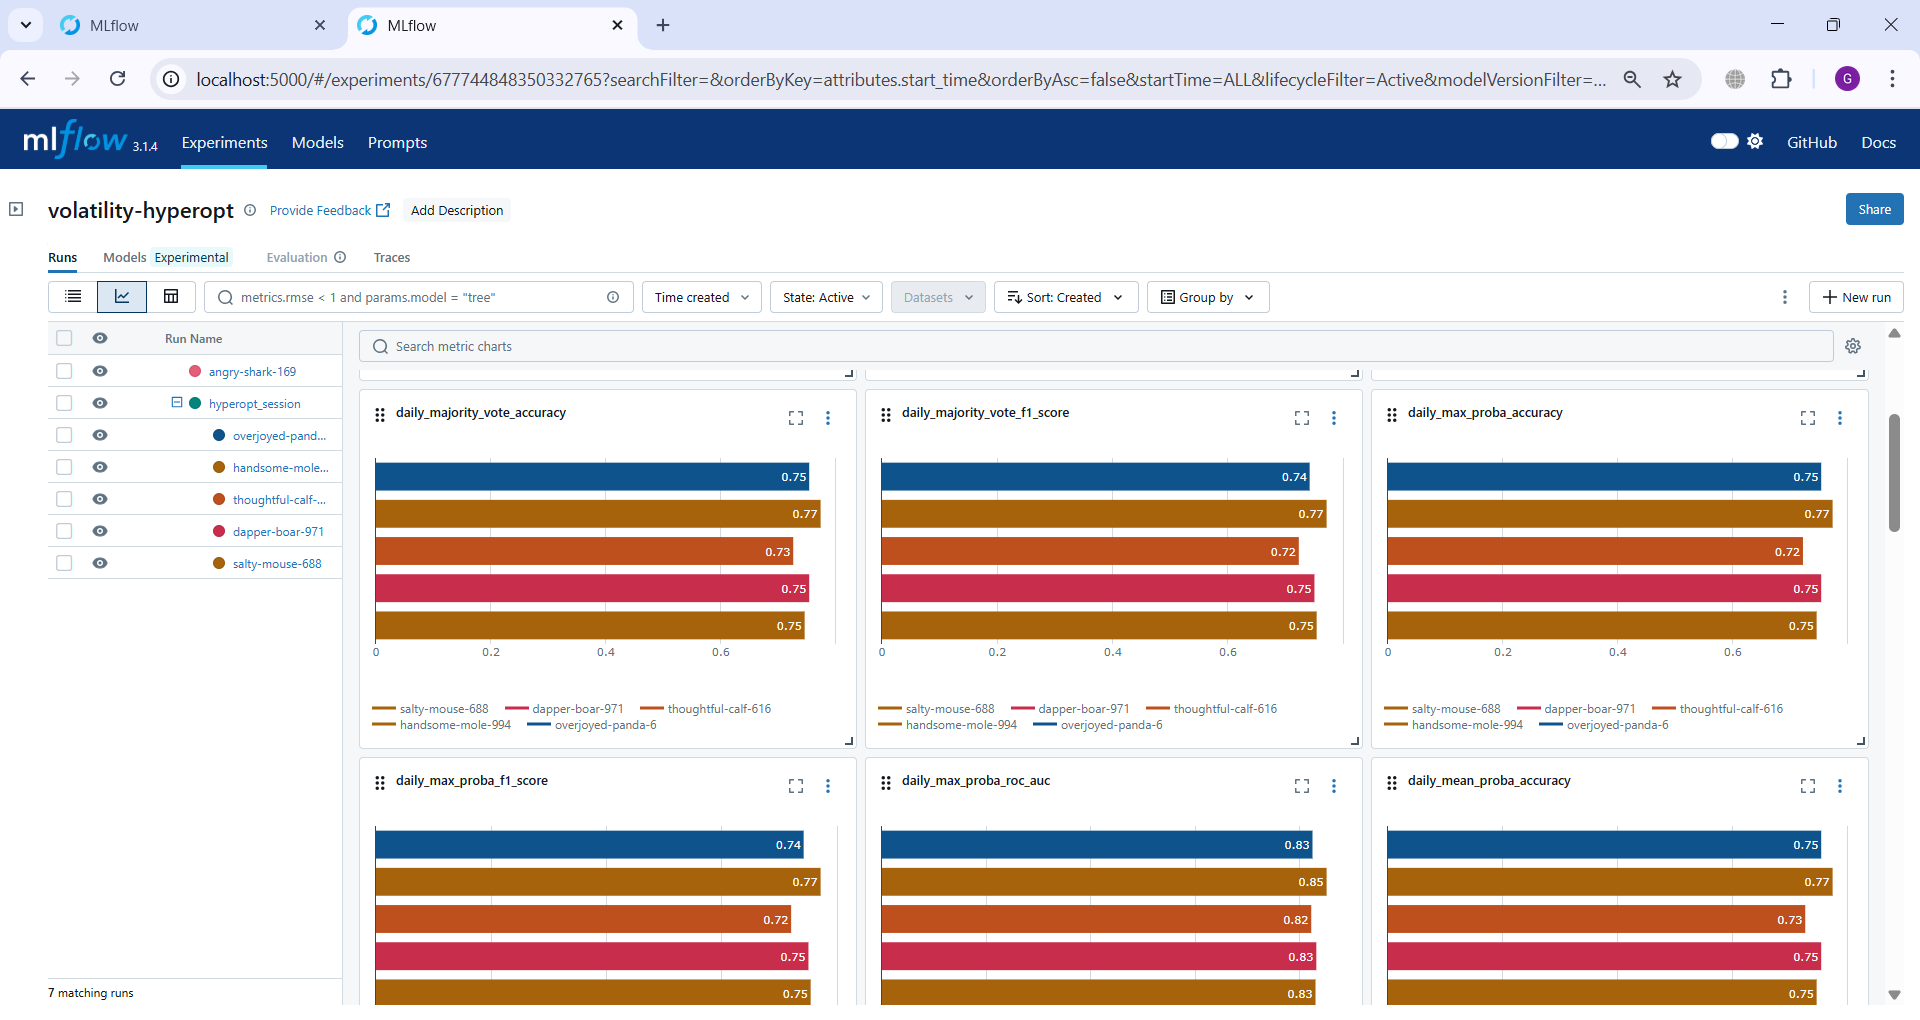 MLflow
MLflow
localhost:5000/#/experiments/677744848350332765?searchFilter=&orderByKey=attributes.start_time&orderByAsc=false&startTime=ALL&lifecycleFilter=Active&modelVersionFilter=...
G
mlflow 3.1.4 Experiments Models Prompts GitHub Docs
volatility-hyperopt Provide Feedback Add Description Share
Runs Models Experimental Evaluation Traces
metrics.rmse < 1 and params.model = "tree" Time created State: Active Datasets Sort: Created Group by New run
Run Name
angry-shark-169
hyperopt_session
overjoyed-pand...
handsome-mole...
thoughtful-calf-...
dapper-boar-971
salty-mouse-688
7 matching runs
Search metric charts
daily_majority_vote_accuracy
0.75
0.77
0.73
0.75
0.75
0 0.2 0.4 0.6
salty-mouse-688 dapper-boar-971 thoughtful-calf-616
handsome-mole-994 overjoyed-panda-6
daily_majority_vote_f1_score
0.74
0.77
0.72
0.75
0.75
0 0.2 0.4 0.6
salty-mouse-688 dapper-boar-971 thoughtful-calf-616
handsome-mole-994 overjoyed-panda-6
daily_max_proba_accuracy
0.75
0.77
0.72
0.75
0.75
0 0.2 0.4 0.6
salty-mouse-688 dapper-boar-971 thoughtful-calf-616
handsome-mole-994 overjoyed-panda-6
daily_max_proba_f1_score
0.74
0.77
0.72
0.75
0.75
daily_max_proba_roc_auc
0.83
0.85
0.82
0.83
0.83
daily_mean_proba_accuracy
0.75
0.77
0.73
0.75
0.75